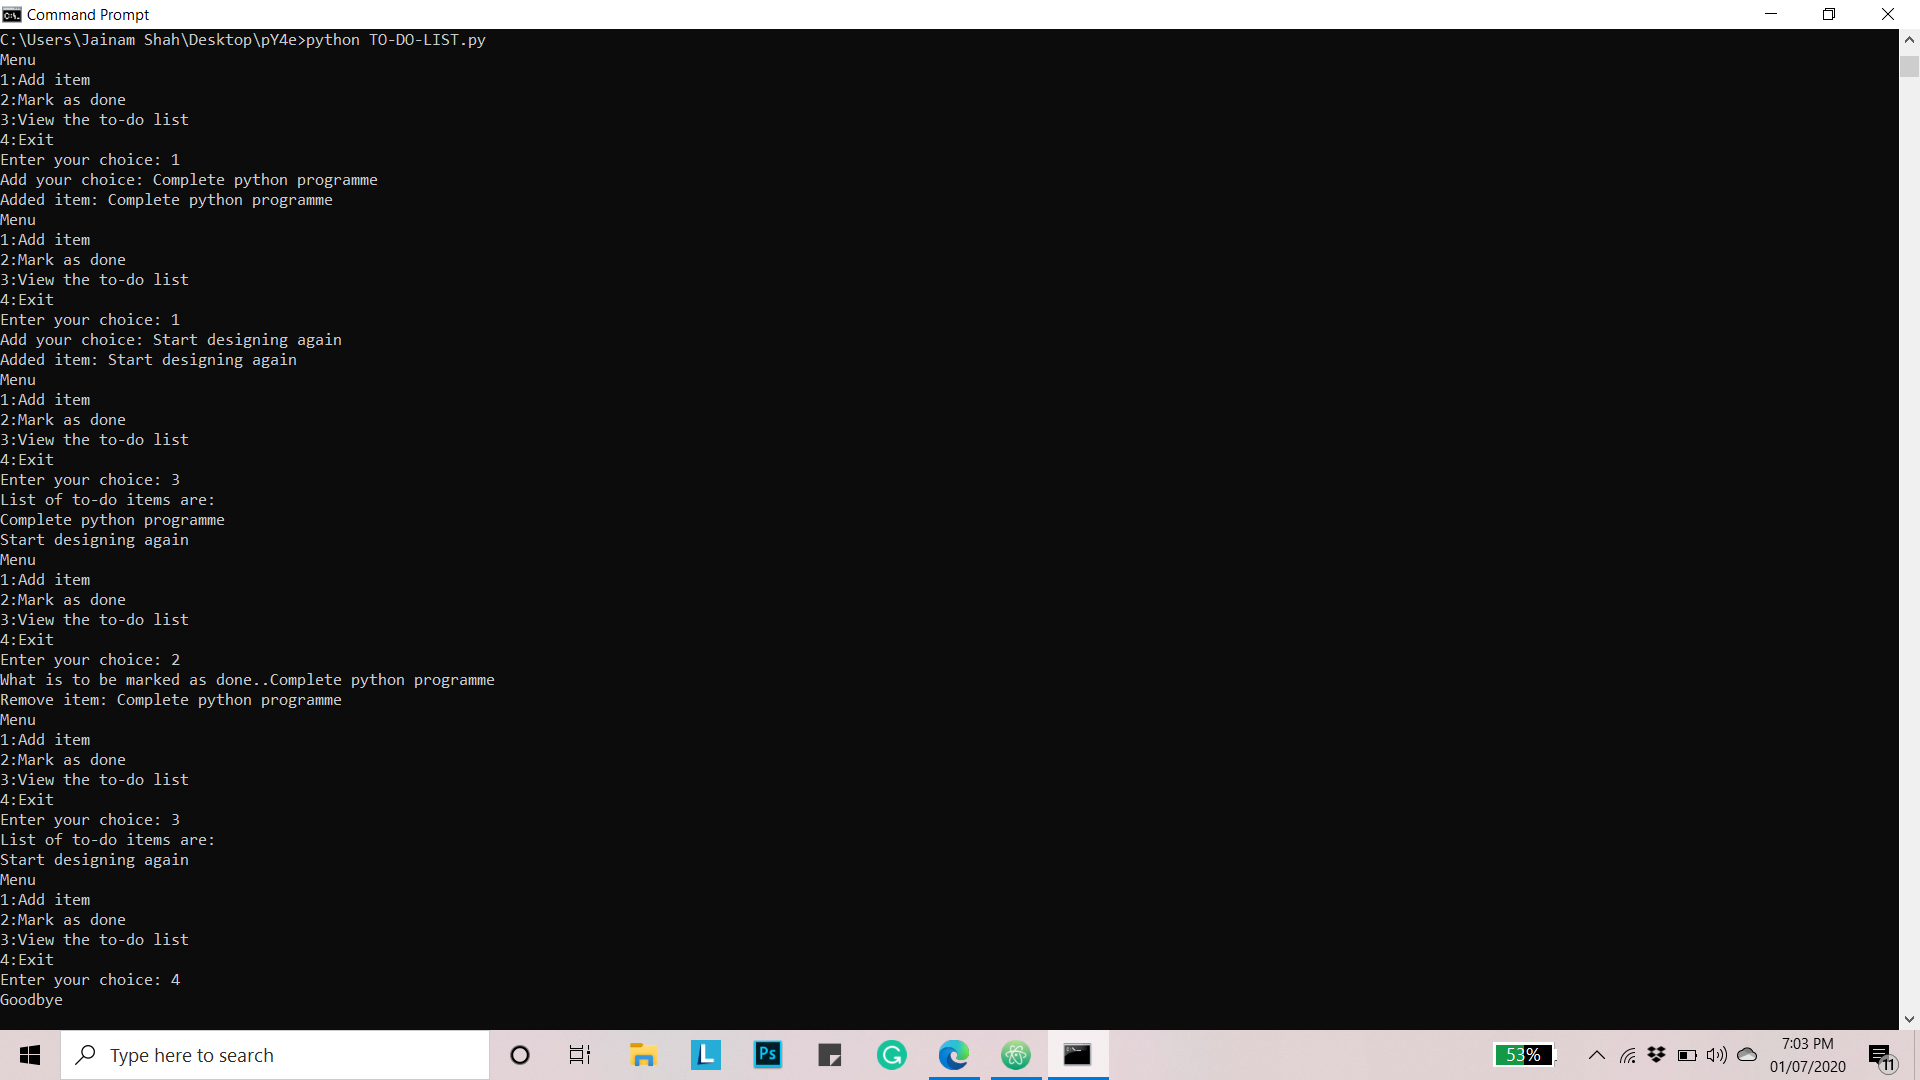 Command Prompt
C:\Users\Jainam Shah\Desktop\pY4e>python TO-DO-LIST.py
Menu
1:Add item
2:Mark as done
3:View the to-do list
4:Exit
Enter your choice: 1
Add your choice: Complete python programme
Added item: Complete python programme
Menu
1:Add item
2:Mark as done
3:View the to-do list
4:Exit
Enter your choice: 1
Add your choice: Start designing again
Added item: Start designing again
Menu
1:Add item
2:Mark as done
3:View the to-do list
4:Exit
Enter your choice: 3
List of to-do items are:
Complete python programme
Start designing again
Menu
1:Add item
2:Mark as done
3:View the to-do list
4:Exit
Enter your choice: 2
What is to be marked as done..Complete python programme
Remove item: Complete python programme
Menu
1:Add item
2:Mark as done
3:View the to-do list
4:Exit
Enter your choice: 3
List of to-do items are:
Start designing again
Menu
1:Add item
2:Mark as done
3:View the to-do list
4:Exit
Enter your choice: 4
Goodbye
Type here to search
L
Ps
G
53%
7:03 PM
01/07/2020
11